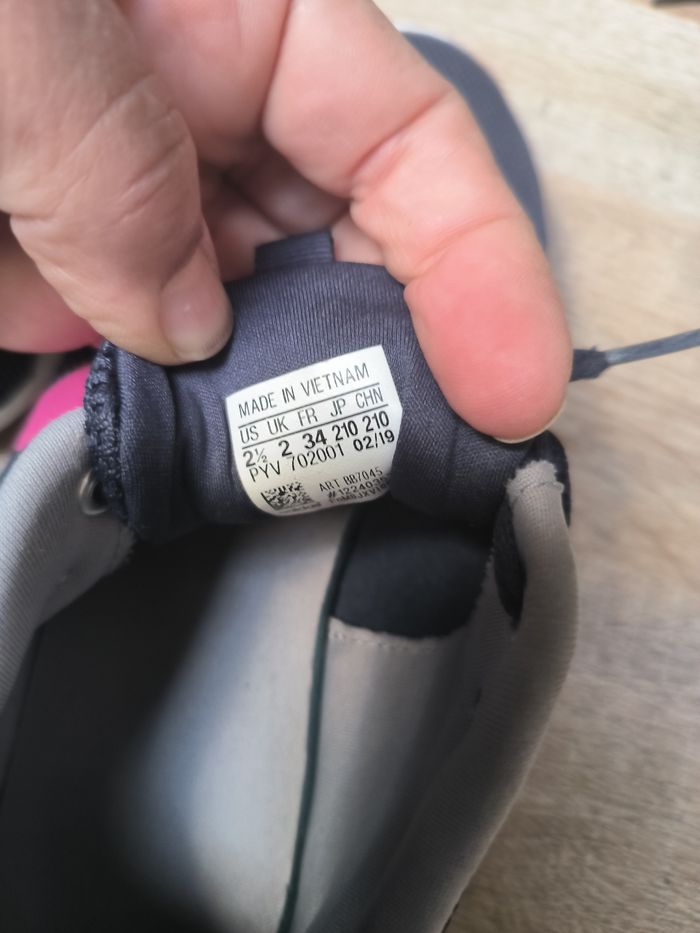 MADE IN VIETNAM
US UK FR JP CHN
2½ 2 34 210 210
PYV 702001 02/19
ART BB7045